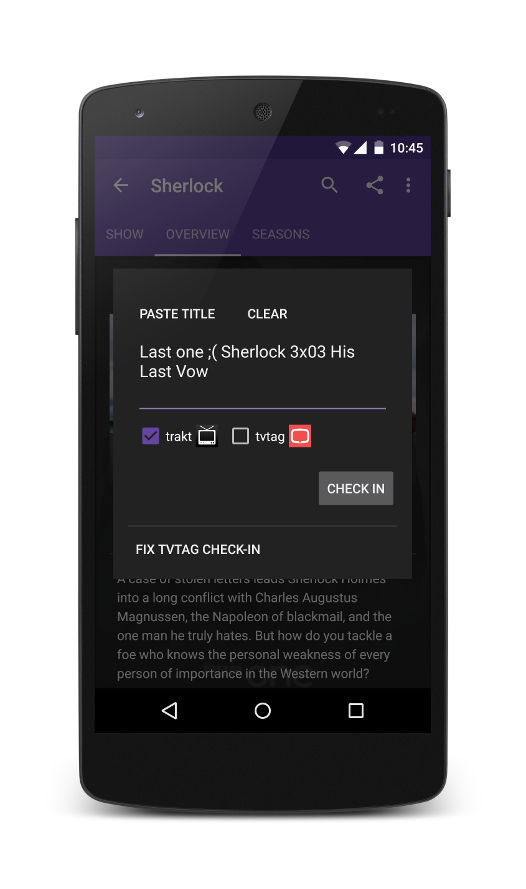 10:45
Sherlock
SHOW OVERVIEW SEASONS
PASTE TITLE CLEAR
Last one ;( Sherlock 3x03 His
Last Vow
trakt tvtag
CHECK IN
FIX TVTAG CHECK-IN
A case of stolen letters leads Sherlock Holmes
into a long conflict with Charles Augustus
Magnussen, the Napoleon of blackmail, and the
one man he truly hates. But how do you tackle a
foe who knows the personal weakness of every
person of importance in the Western world?
one